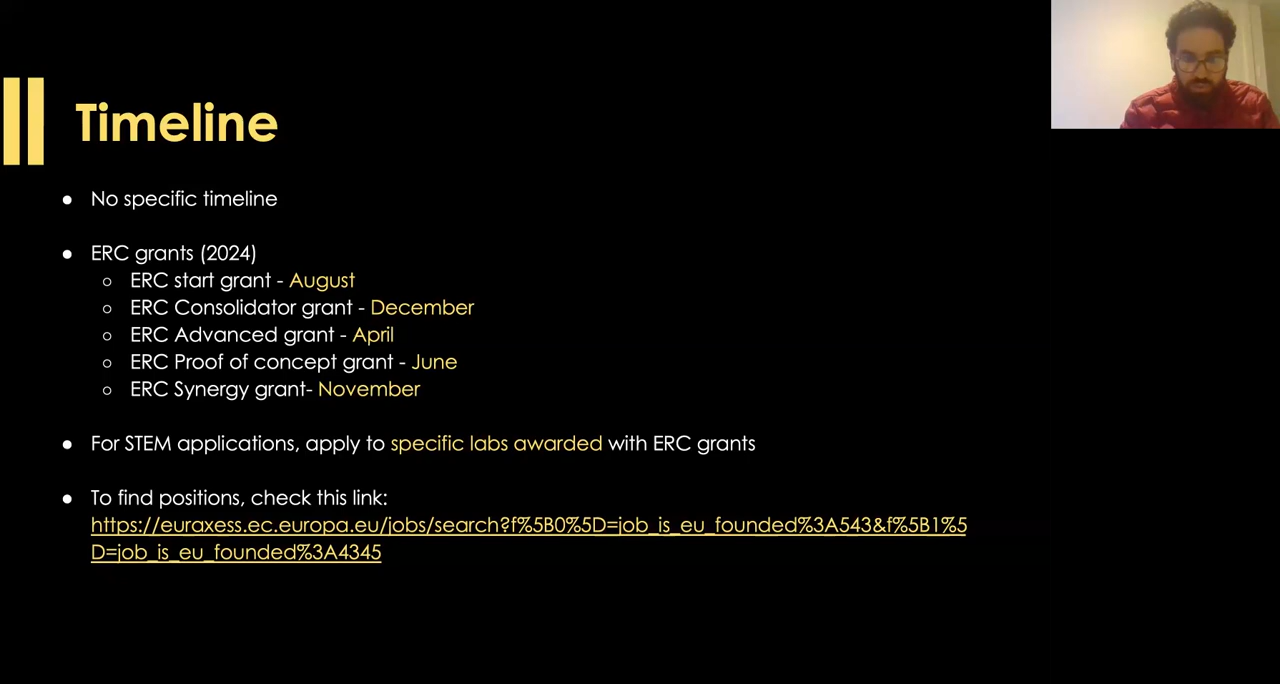 Timeline
● No specific timeline
● ERC grants (2024)
○ ERC start grant - August
○ ERC Consolidator grant - December
○ ERC Advanced grant - April
○ ERC Proof of concept grant - June
○ ERC Synergy grant- November
● For STEM applications, apply to specific labs awarded with ERC grants
● To find positions, check this link:
https://euraxess.ec.europa.eu/jobs/search?f%5B0%5D=job_is_eu_founded%3A543&f%5B1%5
D=job_is_eu_founded%3A4345